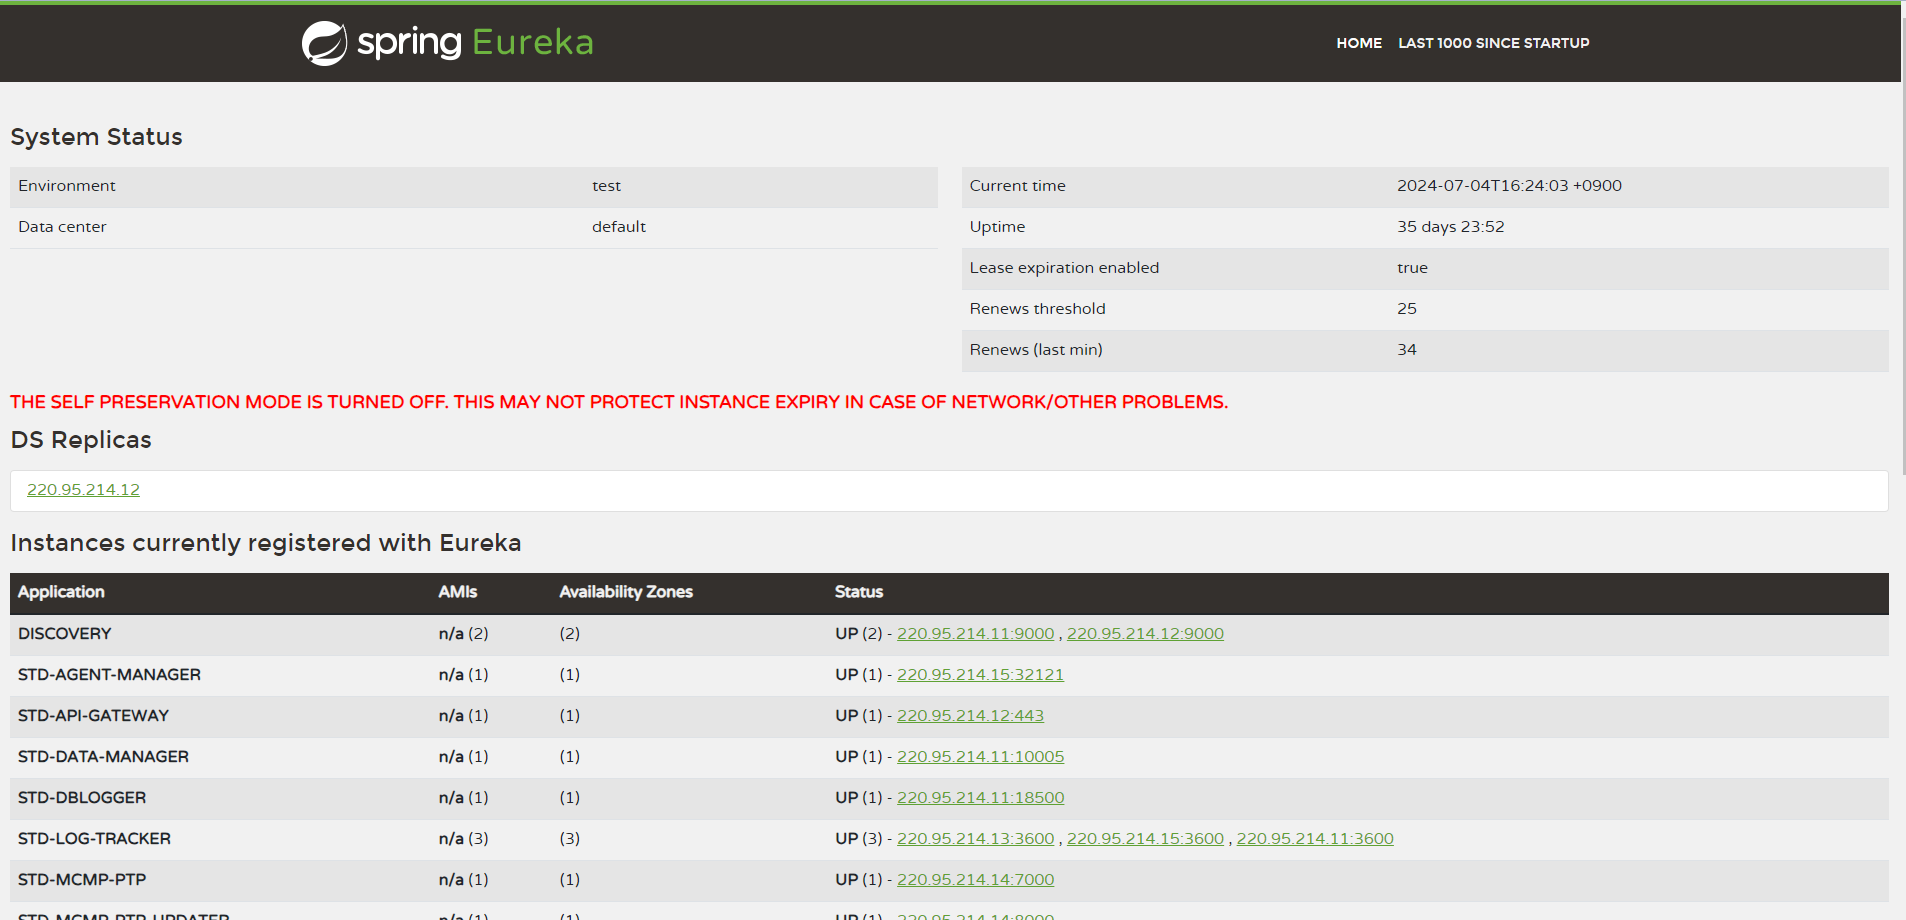 spring Eureka
HOME LAST 1000 SINCE STARTUP
System Status
Environment test
Data center default
Current time 2024-07-04T16:24:03 +0900
Uptime 35 days 23:52
Lease expiration enabled true
Renews threshold 25
Renews (last min) 34
THE SELF PRESERVATION MODE IS TURNED OFF. THIS MAY NOT PROTECT INSTANCE EXPIRY IN CASE OF NETWORK/OTHER PROBLEMS.
DS Replicas
220.95.214.12
Instances currently registered with Eureka
Application AMIs Availability Zones Status
DISCOVERY n/a (2) (2) UP (2) - 220.95.214.11:9000 , 220.95.214.12:9000
STD-AGENT-MANAGER n/a (1) (1) UP (1) - 220.95.214.15:32121
STD-API-GATEWAY n/a (1) (1) UP (1) - 220.95.214.12:443
STD-DATA-MANAGER n/a (1) (1) UP (1) - 220.95.214.11:10005
STD-DBLOGGER n/a (1) (1) UP (1) - 220.95.214.11:18500
STD-LOG-TRACKER n/a (3) (3) UP (3) - 220.95.214.13:3600 , 220.95.214.15:3600 , 220.95.214.11:3600
STD-MCMP-PTP n/a (1) (1) UP (1) - 220.95.214.14:7000
STD-MCMP-PTP-UPDATER n/a (1) (1) UP (1) - 220.95.214.14:8000